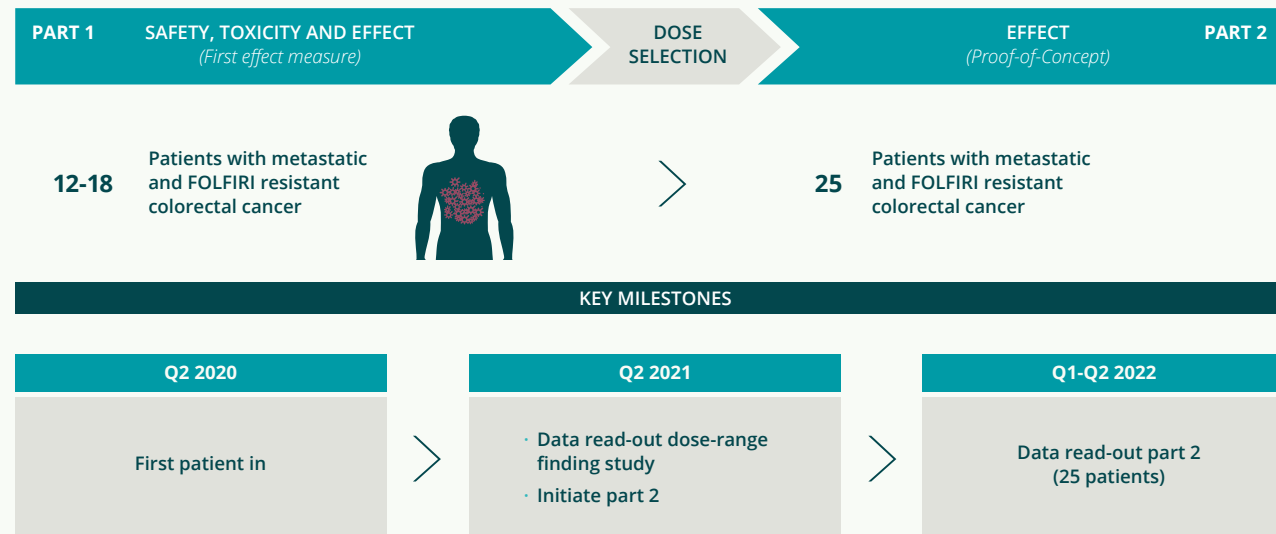 PART 1
SAFETY, TOXICITY AND EFFECT
(First effect measure)
DOSE
SELECTION
EFFECT
(Proof-of-Concept)
PART 2
12-18
Patients with metastatic
and FOLFIRI resistant
colorectal cancer
25
Patients with metastatic
and FOLFIRI resistant
colorectal cancer
KEY MILESTONES
Q2 2020
First patient in
Q2 2021
· Data read-out dose-range
finding study
· Initiate part 2
Q1-Q2 2022
Data read-out part 2
(25 patients)